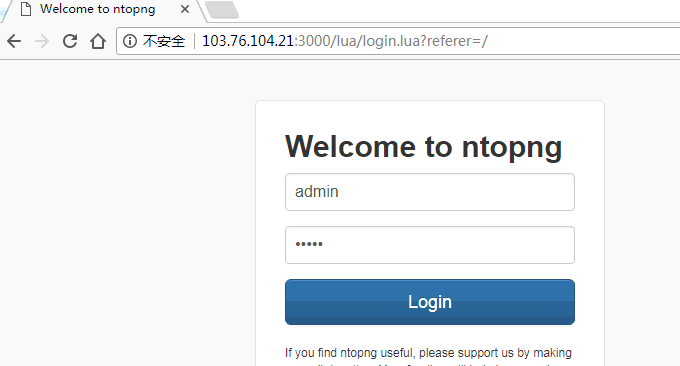 Welcome to ntopng
不安全 103.76.104.21:3000/lua/login.lua?referer=/
Welcome to ntopng
admin
•••••
Login
If you find ntopng useful, please support us by making